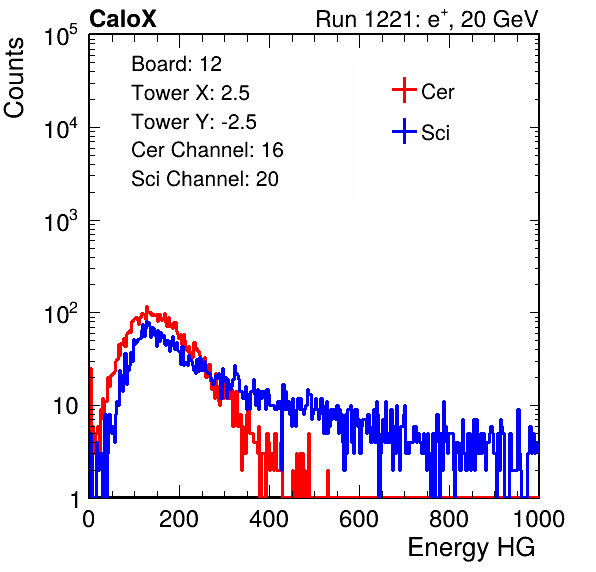 CaloX Run 1221: e⁺, 20 GeV
Counts
Board: 12
Tower X: 2.5
Tower Y: -2.5
Cer Channel: 16
Sci Channel: 20
Cer
Sci
10⁵
10⁴
10³
10²
10
1
0 200 400 600 800 1000
Energy HG